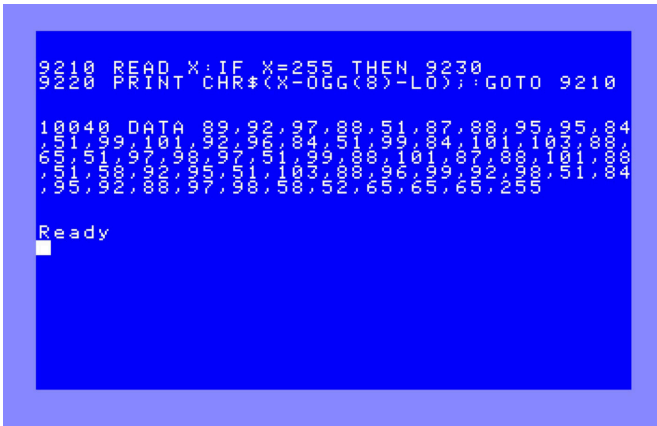 9210 READ X:IF X=255 THEN 9230
9220 PRINT CHR$(X-OGG(8)-LO);:GOTO 9210
10040 DATA 89,92,97,88,51,87,88,95,95,84
,51,99,101,92,96,84,51,99,84,101,103,88,
65,51,97,98,97,51,99,88,101,87,88,101,88
,51,58,92,95,51,103,88,96,99,92,98,51,84
,95,92,88,97,98,58,52,65,65,65,255
Ready